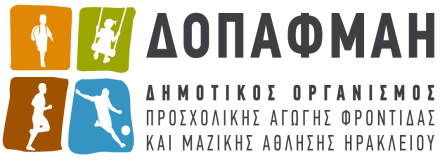 ΔΟΠΑΦΜΑΗ
ΔΗΜΟΤΙΚΟΣ ΟΡΓΑΝΙΣΜΟΣ
ΠΡΟΣΧΟΛΙΚΗΣ ΑΓΩΓΗΣ ΦΡΟΝΤΙΔΑΣ
ΚΑΙ ΜΑΖΙΚΗΣ ΑΘΛΗΣΗΣ ΗΡΑΚΛΕΙΟΥ